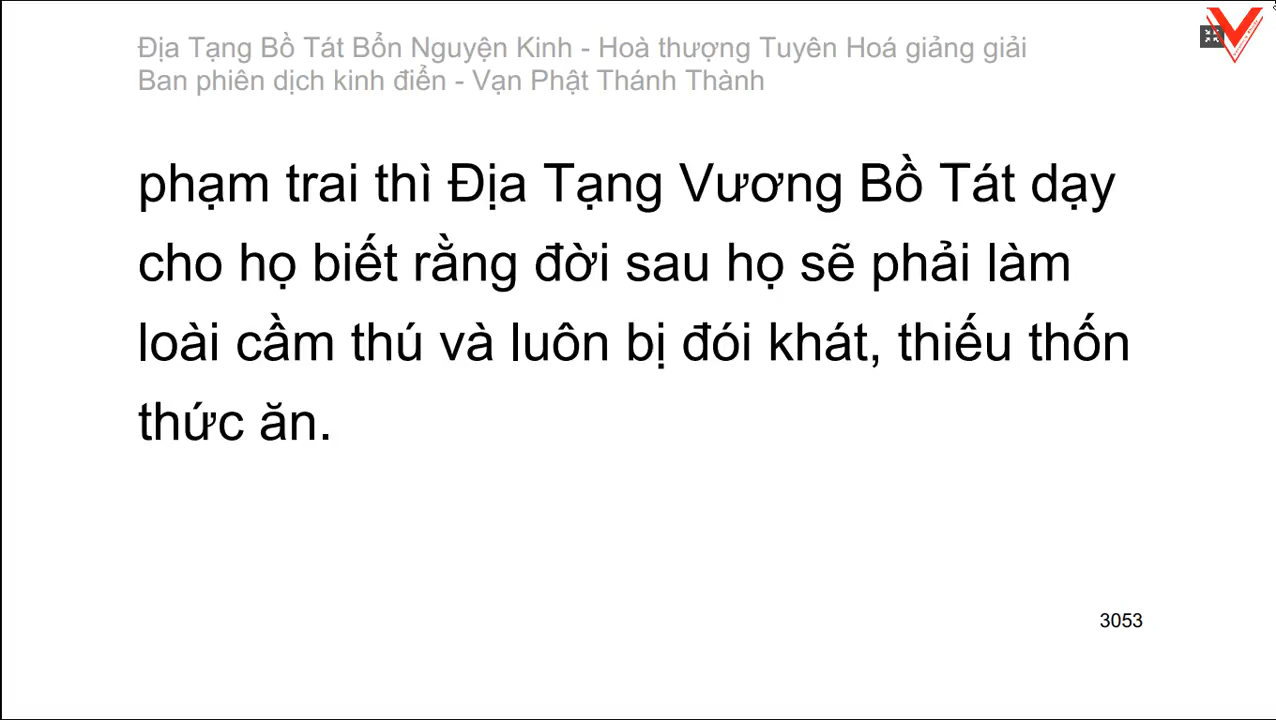 Địa Tạng Bồ Tát Bổn Nguyện Kinh - Hoà thượng Tuyên Hoá giảng giải
Ban phiên dịch kinh điển - Vạn Phật Thánh Thành
phạm trai thì Địa Tạng Vương Bồ Tát dạy
cho họ biết rằng đời sau họ sẽ phải làm
loài cầm thú và luôn bị đói khát, thiếu thốn
thức ăn.
3053